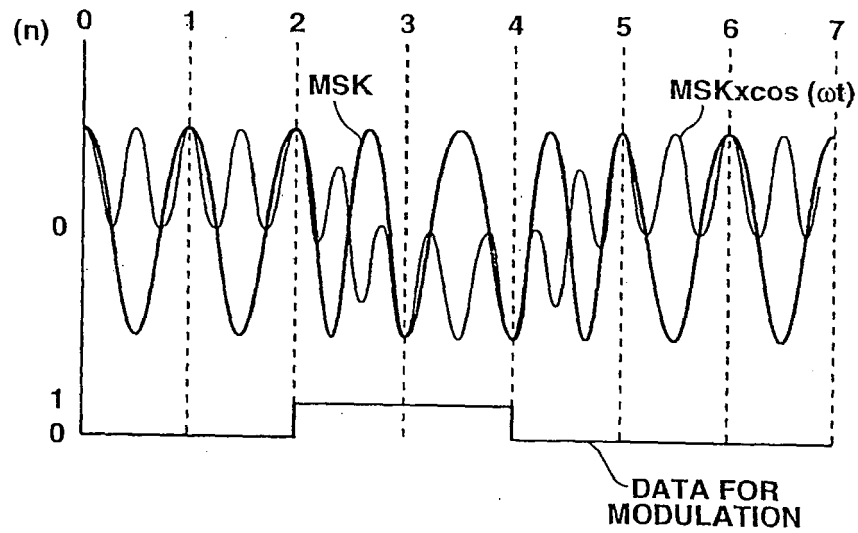 (n) 0 1 2 3 4 5 6 7
MSK
MSKxcos (ωt)
0
1
0
DATA FOR
MODULATION